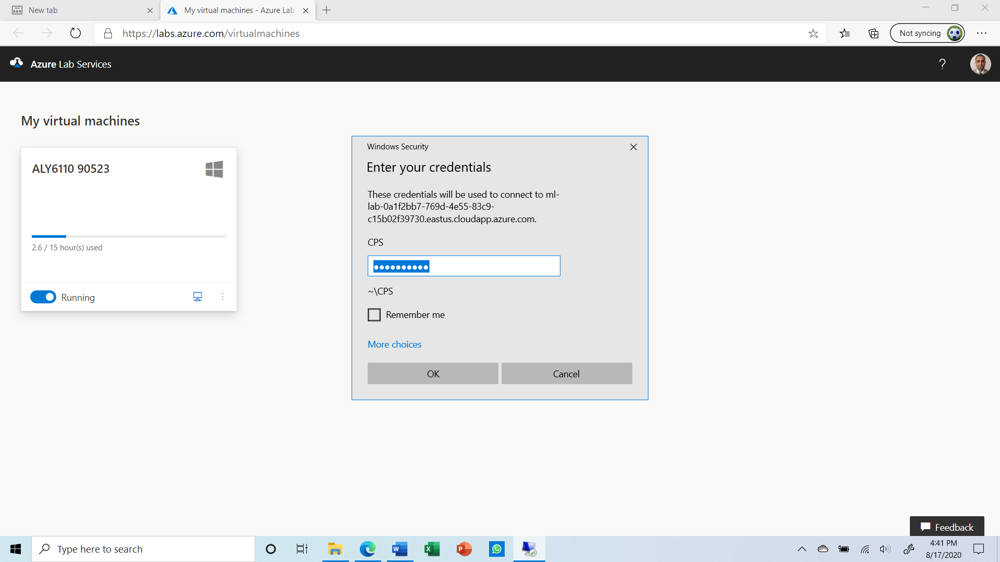 New tab
My virtual machines - Azure Lab
https://labs.azure.com/virtualmachines
Not syncing
Azure Lab Services
?
My virtual machines
ALY6110 90523
2.6 / 15 hour(s) used
Running
Windows Security
Enter your credentials
These credentials will be used to connect to ml-
lab-0a1f2bb7-769d-4e55-83c9-
c15b02f39730.eastus.cloudapp.azure.com.
CPS
~\CPS
Remember me
More choices
OK
Cancel
Feedback
Type here to search
4:41 PM
8/17/2020